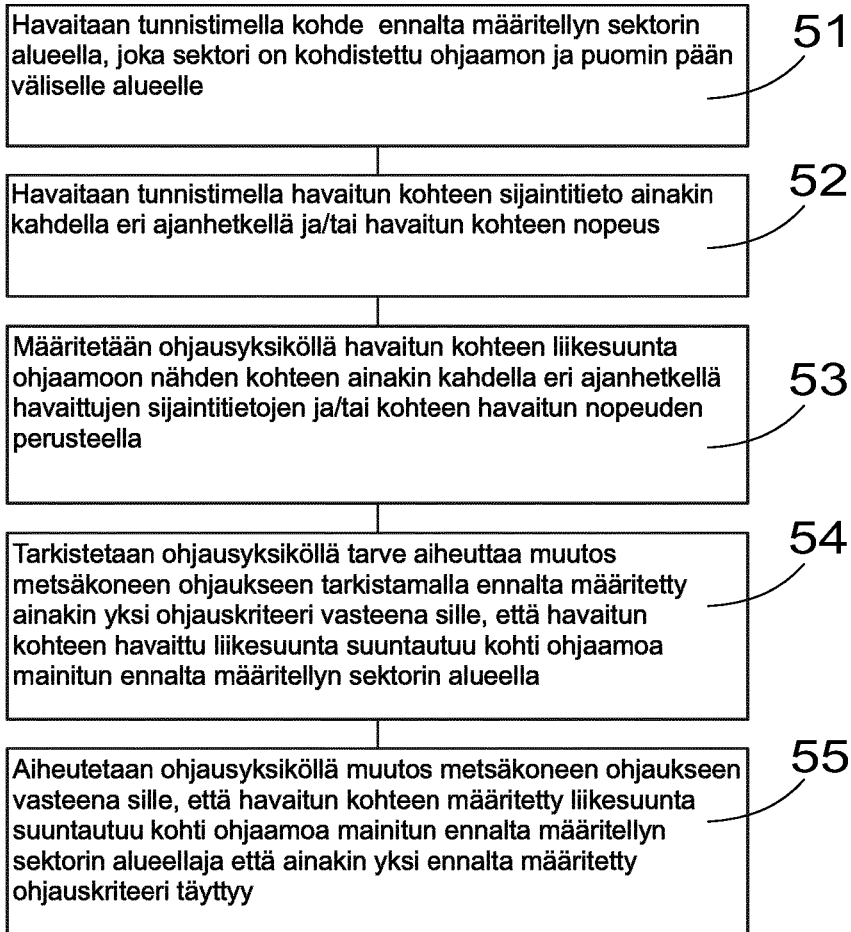 Havaitaan tunnistimella kohde ennalta määritellyn sektorin
alueella, joka sektori on kohdistettu ohjaamon ja puomin pään
väliselle alueelle
51
Havaitaan tunnistimella havaitun kohteen sijaintitieto ainakin
kahdella eri ajanhetkellä ja/tai havaitun kohteen nopeus
52
Määritetään ohjausyksiköllä havaitun kohteen liikesuunta
ohjaamoon nähden kohteen ainakin kahdella eri ajanhetkellä
havaittujen sijaintitietojen ja/tai kohteen havaitun nopeuden
perusteella
53
Tarkistetaan ohjausyksiköllä tarve aiheuttaa muutos
metsäkoneen ohjaukseen tarkistamalla ennalta määritetty
ainakin yksi ohjauskriteeri vasteena sille, että havaitun
kohteen havaittu liikesuunta suuntautuu kohti ohjaamoa
mainitun ennalta määritellyn sektorin alueella
54
Aiheutetaan ohjausyksiköllä muutos metsäkoneen ohjaukseen
vasteena sille, että havaitun kohteen määritetty liikesuunta
suuntautuu kohti ohjaamoa mainitun ennalta määritellyn
sektorin alueellaja että ainakin yksi ennalta määritetty
ohjauskriteeri täyttyy
55